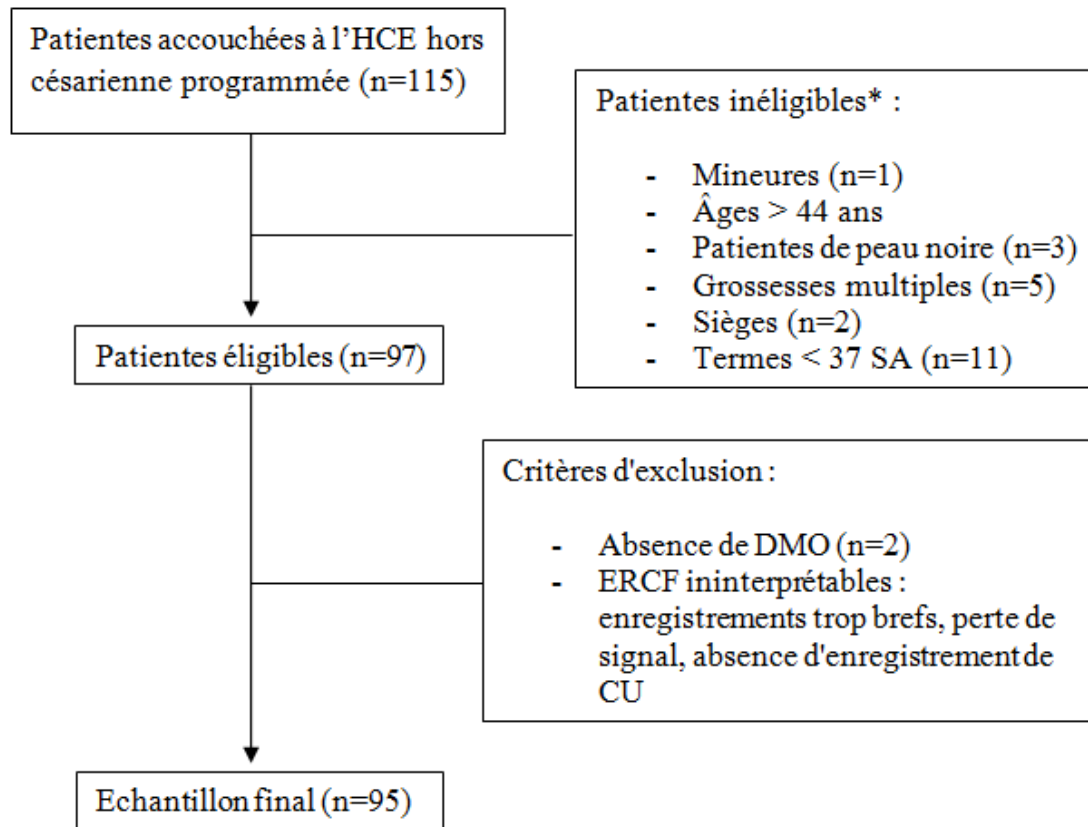 Patientes accouchées à l'HCE hors
césarienne programmée (n=115)
Patientes inéligibles* :
- Mineures (n=1)
- Âges > 44 ans
- Patientes de peau noire (n=3)
- Grossesses multiples (n=5)
- Sièges (n=2)
- Termes < 37 SA (n=11)
Patientes éligibles (n=97)
Critères d'exclusion :
- Absence de DMO (n=2)
- ERCF ininterprétables :
enregistrements trop brefs, perte de
signal, absence d'enregistrement de
CU
Echantillon final (n=95)